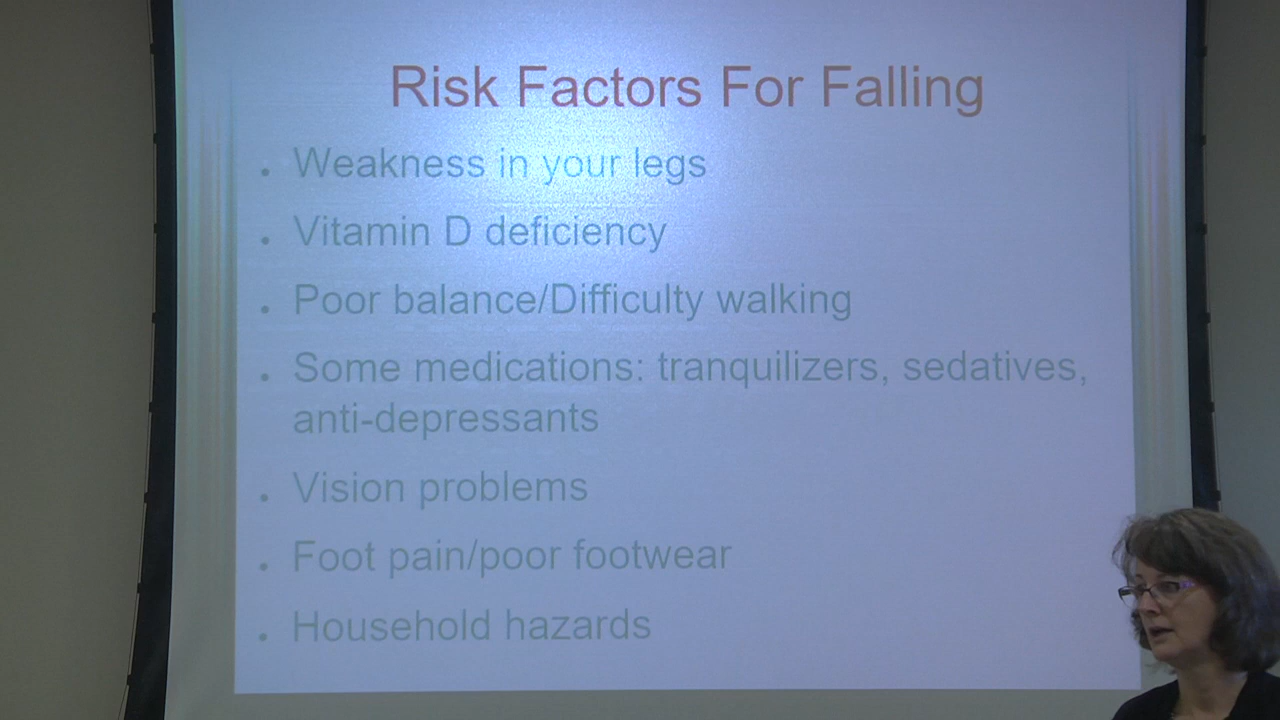 Risk Factors For Falling
. Weakness in your legs
. Vitamin D deficiency
. Poor balance/Difficulty walking
. Some medications: tranquilizers, sedatives,
anti-depressants
. Vision problems
. Foot pain/poor footwear
. Household hazards